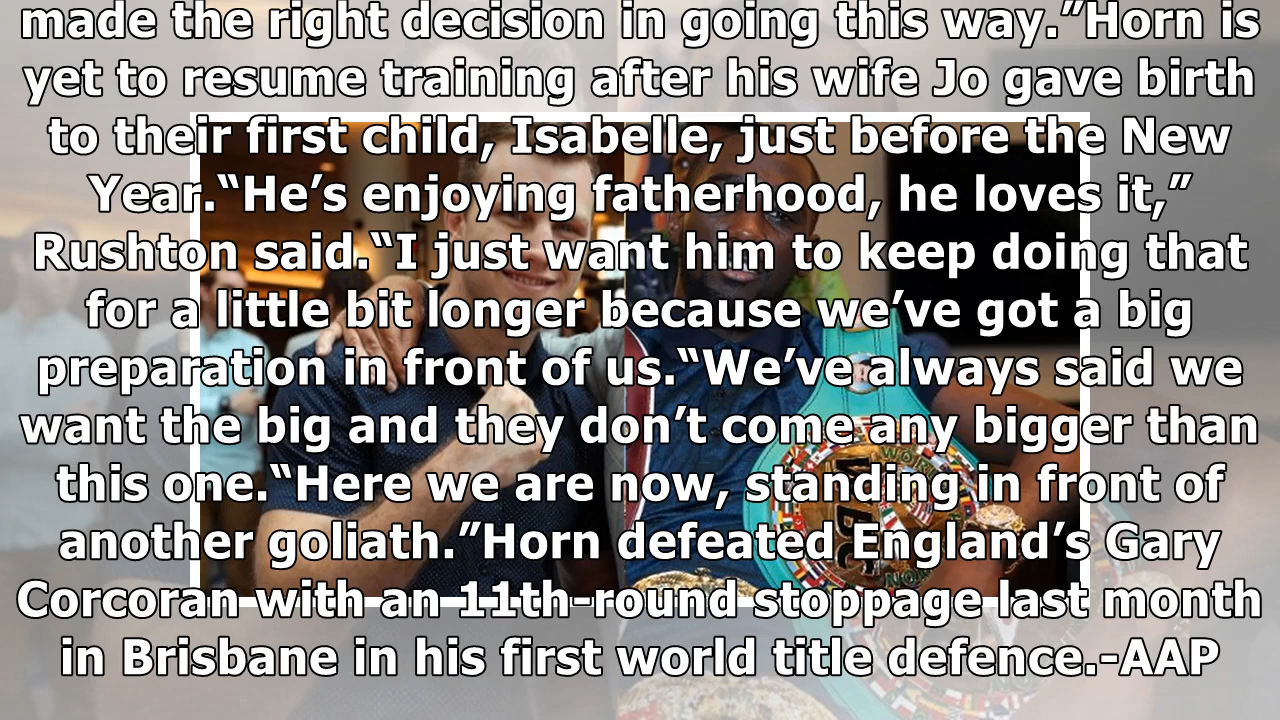 made the right decision in going this way.”Horn is
yet to resume training after his wife Jo gave birth
to their first child, Isabelle, just before the New
Year.“He’s enjoying fatherhood, he loves it,”
Rushton said.“I just want him to keep doing that
for a little bit longer because we’ve got a big
preparation in front of us.“We’ve always said we
want the big and they don’t come any bigger than
this one.“Here we are now, standing in front of
another goliath.”Horn defeated England’s Gary
Corcoran with an 11th-round stoppage last month
in Brisbane in his first world title defence.-AAP